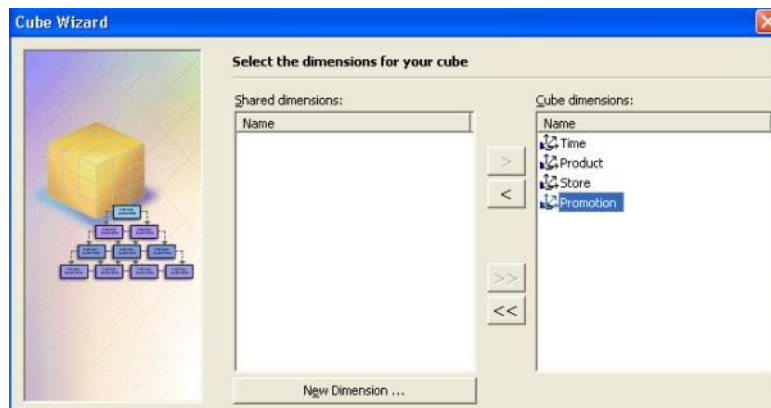 Cube Wizard
Select the dimensions for your cube
Shared dimensions:
Name
>
<
>>
<<
Cube dimensions:
Name
Time
Product
Store
Promotion
New Dimension ...